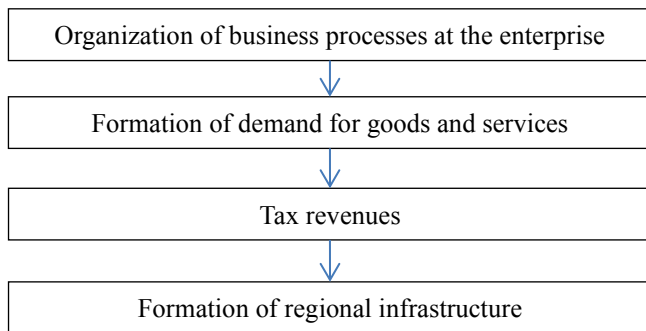 Organization of business processes at the enterprise
Formation of demand for goods and services
Tax revenues
Formation of regional infrastructure